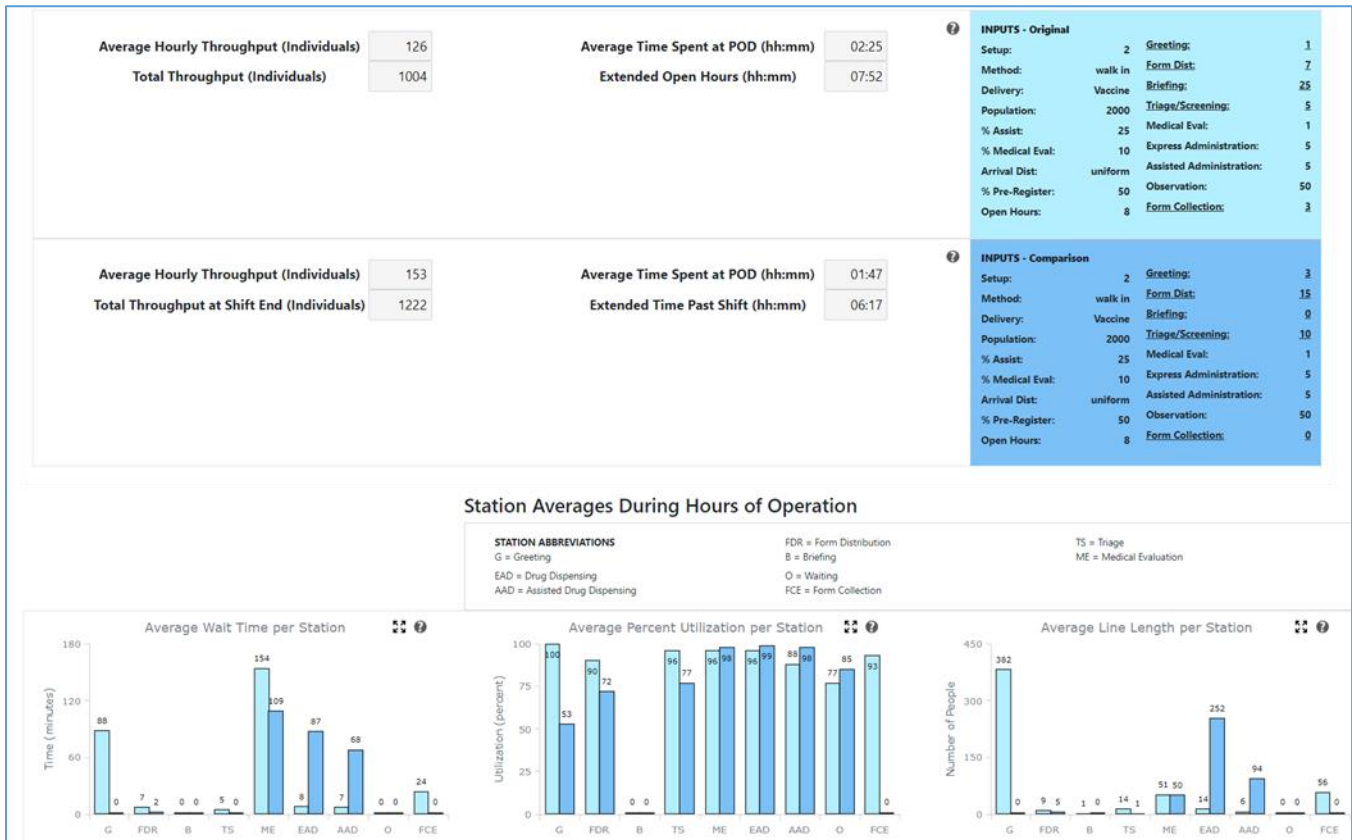 Average Hourly Throughput (Individuals) 126 Average Time Spent at POD (hh:mm) 02:25
Total Throughput (Individuals) 1004 Extended Open Hours (hh:mm) 07:52
INPUTS - Original
Setup: 2 Greeting: 1
Method: walk in Form Dist: 7
Delivery: Vaccine Briefing: 25
Population: 2000 Triage/Screening: 5
% Assist: 25 Medical Eval: 1
% Medical Eval: 10 Express Administration: 5
Arrival Dist: uniform Assisted Administration: 5
% Pre-Register: 50 Observation: 50
Open Hours: 8 Form Collection: 3
Average Hourly Throughput (Individuals) 153 Average Time Spent at POD (hh:mm) 01:47
Total Throughput at Shift End (Individuals) 1222 Extended Time Past Shift (hh:mm) 06:17
INPUTS - Comparison
Setup: 2 Greeting: 3
Method: walk in Form Dist: 15
Delivery: Vaccine Briefing: 0
Population: 2000 Triage/Screening: 10
% Assist: 25 Medical Eval: 1
% Medical Eval: 10 Express Administration: 5
Arrival Dist: uniform Assisted Administration: 5
% Pre-Register: 50 Observation: 50
Open Hours: 8 Form Collection: 0
Station Averages During Hours of Operation
STATION ABBREVIATIONS FDR = Form Distribution TS = Triage
G = Greeting B = Briefing ME = Medical Evaluation
EAD = Drug Dispensing O = Waiting
AAD = Assisted Drug Dispensing FCE = Form Collection
Average Wait Time per Station
Time (minutes)
180
120
60
0
88 0 7 2 0 0 5 0 154 109 8 87 7 68 0 0 24 0
G FDR B TS ME EAD AAD O FCE
Average Percent Utilization per Station
Utilization (percent)
100
75
50
25
0
100 53 90 72 0 0 96 77 96 98 96 99 88 98 77 85 93 0
G FDR B TS ME EAD AAD O FCE
Average Line Length per Station
Number of People
450
300
150
0
382 0 9 5 1 0 14 1 51 50 14 252 6 94 0 0 56 0
G FDR B TS ME EAD AAD O FCE